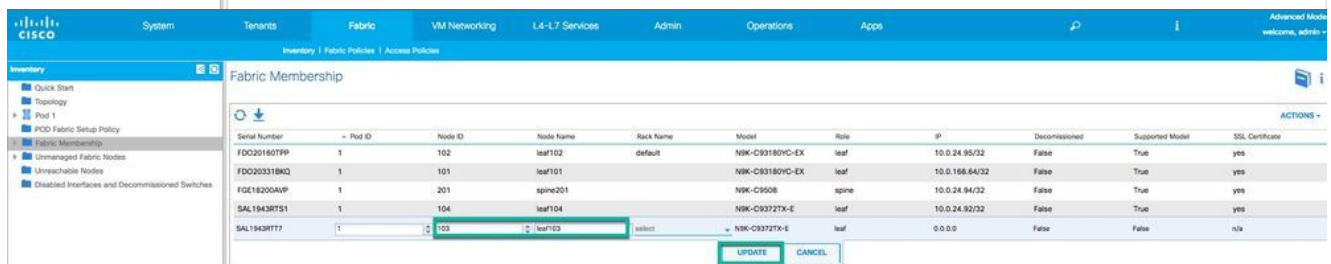 CISCO System Tenants Fabric VM Networking L4-L7 Services Admin Operations Apps i Advanced Mode
welcome, admin
Inventory | Fabric Policies | Access Policies
Inventory
Quick Start
Topology
Pod 1
POD Fabric Setup Policy
Fabric Membership
Unmanaged Fabric Nodes
Unreachable Nodes
Disabled Interfaces and Decommissioned Switches
Fabric Membership i
ACTIONS
Serial Number Pod ID Node ID Node Name Rack Name Model Role IP Decomissioned Supported Model SSL Certificate
FDO20160TPP 1 102 leaf102 default N9K-C93180YC-EX leaf 10.0.24.95/32 False True yes
FDO20331BKQ 1 101 leaf101 N9K-C93180YC-EX leaf 10.0.168.64/32 False True yes
FGE18200AVP 1 201 spine201 N9K-C9508 spine 10.0.24.94/32 False True yes
SAL1943RTS1 1 104 leaf104 N9K-C9372TX-E leaf 10.0.24.92/32 False True yes
SAL1943RTT7 1 103 leaf103 select N9K-C9372TX-E leaf 0.0.0.0 False False n/a
UPDATE CANCEL